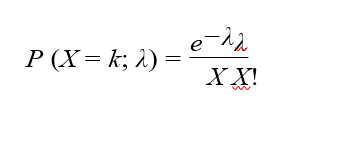 P (X = k; λ) = e−λλ
X X!